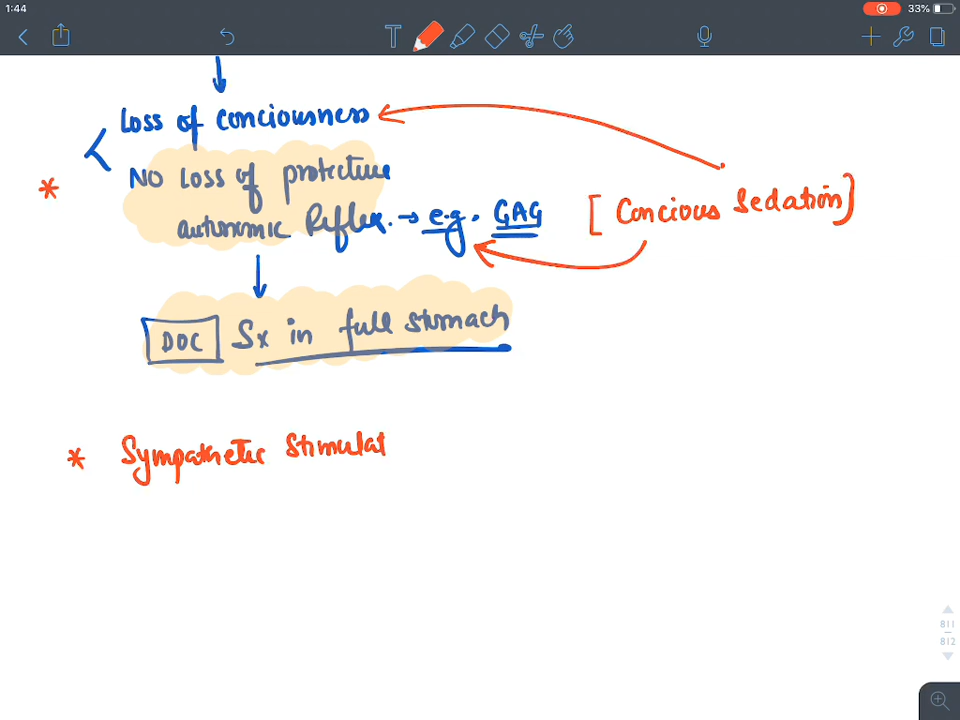 1:44
33%
T
Loss of conciousness
* NO Loss of protective
autonomic Reflex. → e.g. GAG
[Concious Sedation]
DOC Sx in full stomach
* Sympathetic Stimulat
811
812